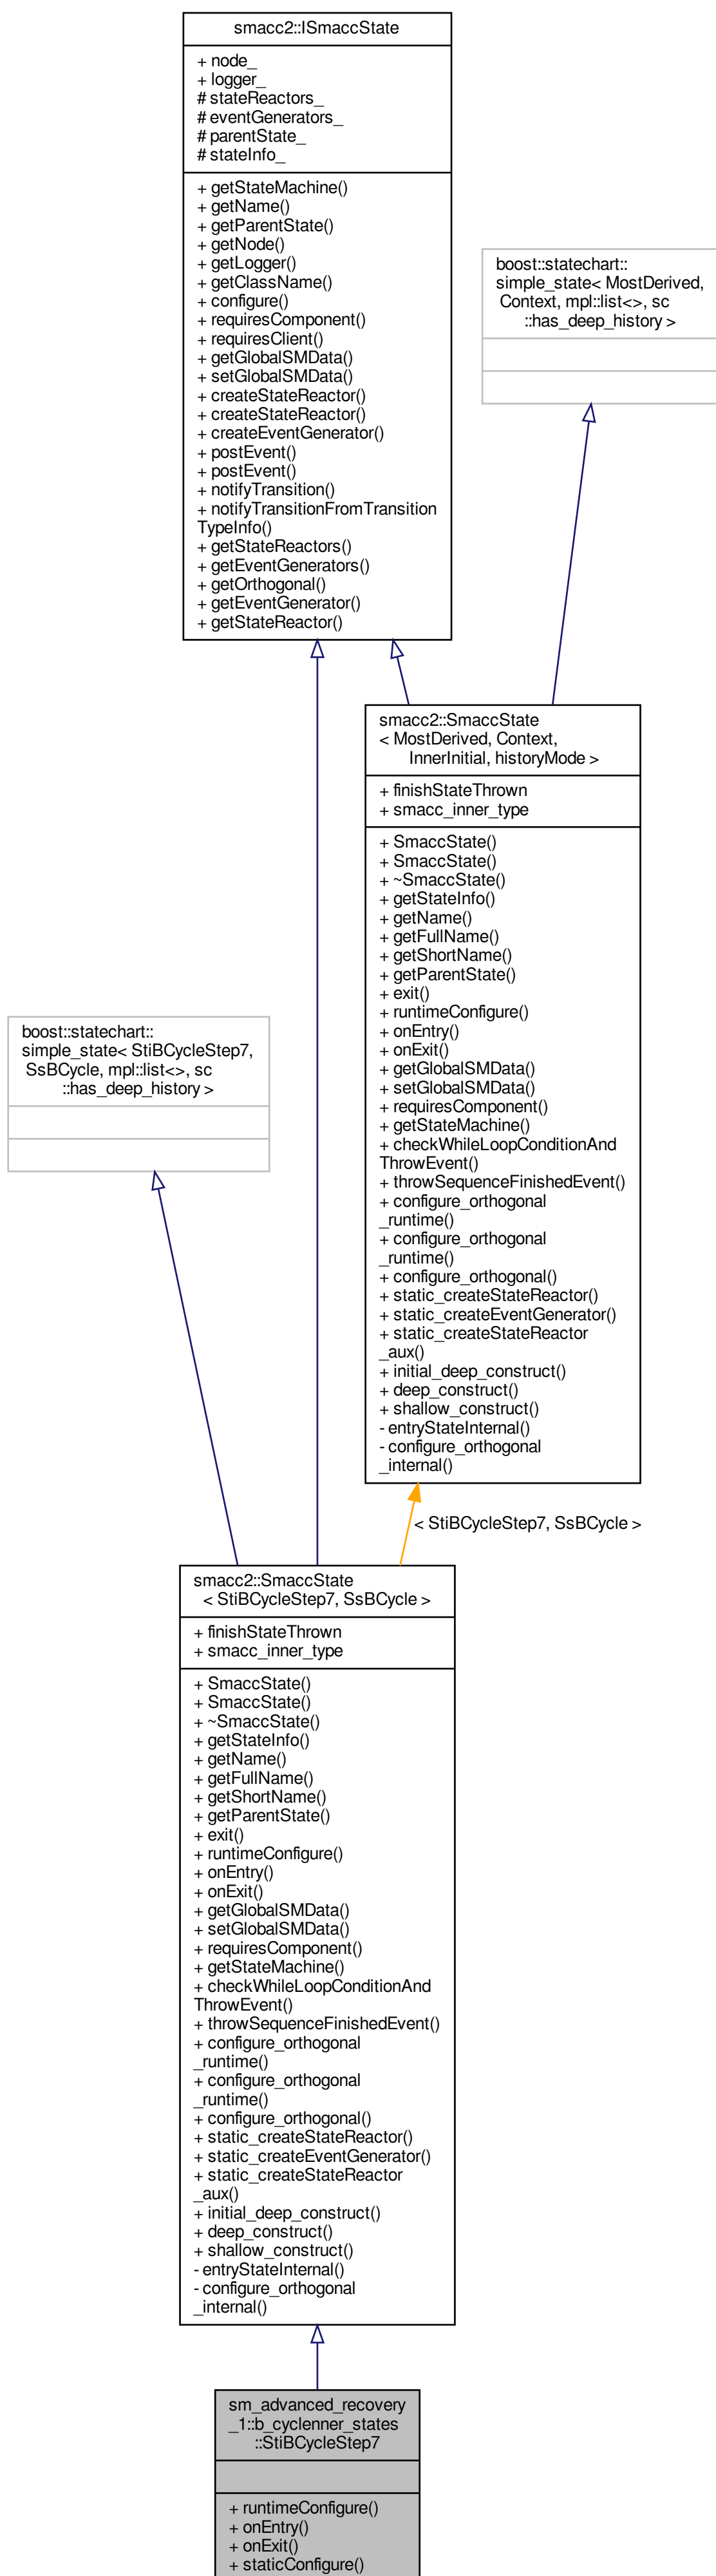 smacc2::ISmaccState
+ node_
+ logger_
# stateReactors_
# eventGenerators_
# parentState_
# stateInfo_
+ getStateMachine()
+ getName()
+ getParentState()
+ getNode()
+ getLogger()
+ getClassName()
+ configure()
+ requiresComponent()
+ requiresClient()
+ getGlobalSMData()
+ setGlobalSMData()
+ createStateReactor()
+ createStateReactor()
+ createEventGenerator()
+ postEvent()
+ postEvent()
+ notifyTransition()
+ notifyTransitionFromTransition
TypeInfo()
+ getStateReactors()
+ getEventGenerators()
+ getOrthogonal()
+ getEventGenerator()
+ getStateReactor()
boost::statechart::
simple_state< MostDerived,
Context, mpl::list<>, sc
::has_deep_history >
smacc2::SmaccState
< MostDerived, Context,
InnerInitial, historyMode >
+ finishStateThrown
+ smacc_inner_type
+ SmaccState()
+ SmaccState()
+ ~SmaccState()
+ getStateInfo()
+ getName()
+ getFullName()
+ getShortName()
+ getParentState()
+ exit()
+ runtimeConfigure()
+ onEntry()
+ onExit()
+ getGlobalSMData()
+ setGlobalSMData()
+ requiresComponent()
+ getStateMachine()
+ checkWhileLoopConditionAnd
ThrowEvent()
+ throwSequenceFinishedEvent()
+ configure_orthogonal
_runtime()
+ configure_orthogonal
_runtime()
+ configure_orthogonal()
+ static_createStateReactor()
+ static_createEventGenerator()
+ static_createStateReactor
_aux()
+ initial_deep_construct()
+ deep_construct()
+ shallow_construct()
- entryStateInternal()
- configure_orthogonal
_internal()
boost::statechart::
simple_state< StiBCycleStep7,
SsBCycle, mpl::list<>, sc
::has_deep_history >
< StiBCycleStep7, SsBCycle >
smacc2::SmaccState
< StiBCycleStep7, SsBCycle >
+ finishStateThrown
+ smacc_inner_type
+ SmaccState()
+ SmaccState()
+ ~SmaccState()
+ getStateInfo()
+ getName()
+ getFullName()
+ getShortName()
+ getParentState()
+ exit()
+ runtimeConfigure()
+ onEntry()
+ onExit()
+ getGlobalSMData()
+ setGlobalSMData()
+ requiresComponent()
+ getStateMachine()
+ checkWhileLoopConditionAnd
ThrowEvent()
+ throwSequenceFinishedEvent()
+ configure_orthogonal
_runtime()
+ configure_orthogonal
_runtime()
+ configure_orthogonal()
+ static_createStateReactor()
+ static_createEventGenerator()
+ static_createStateReactor
_aux()
+ initial_deep_construct()
+ deep_construct()
+ shallow_construct()
- entryStateInternal()
- configure_orthogonal
_internal()
sm_advanced_recovery
_1::b_cyclenner_states
::StiBCycleStep7
+ runtimeConfigure()
+ onEntry()
+ onExit()
+ staticConfigure()